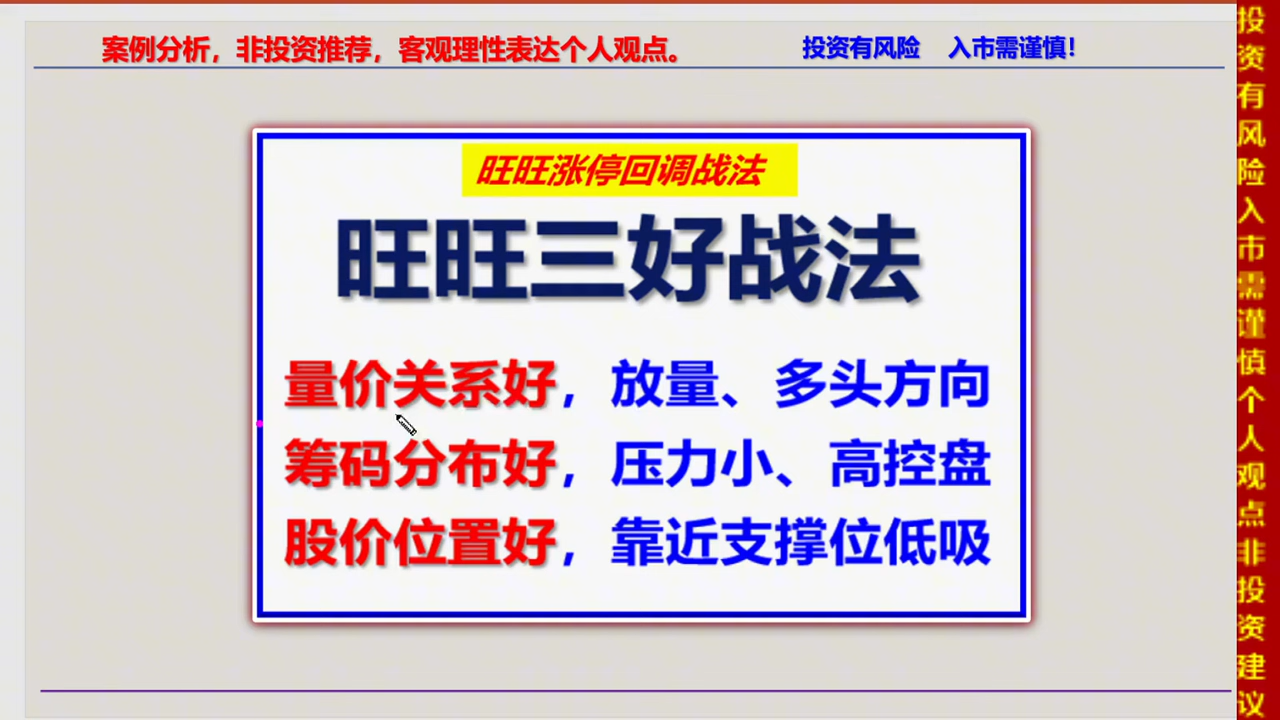 案例分析，非投资推荐，客观理性表达个人观点。
投资有风险 入市需谨慎！
旺旺涨停回调战法
旺旺三好战法
量价关系好，放量、多头方向
筹码分布好，压力小、高控盘
股价位置好，靠近支撑位低吸
投资有风险入市需谨慎个人观点非投资建议